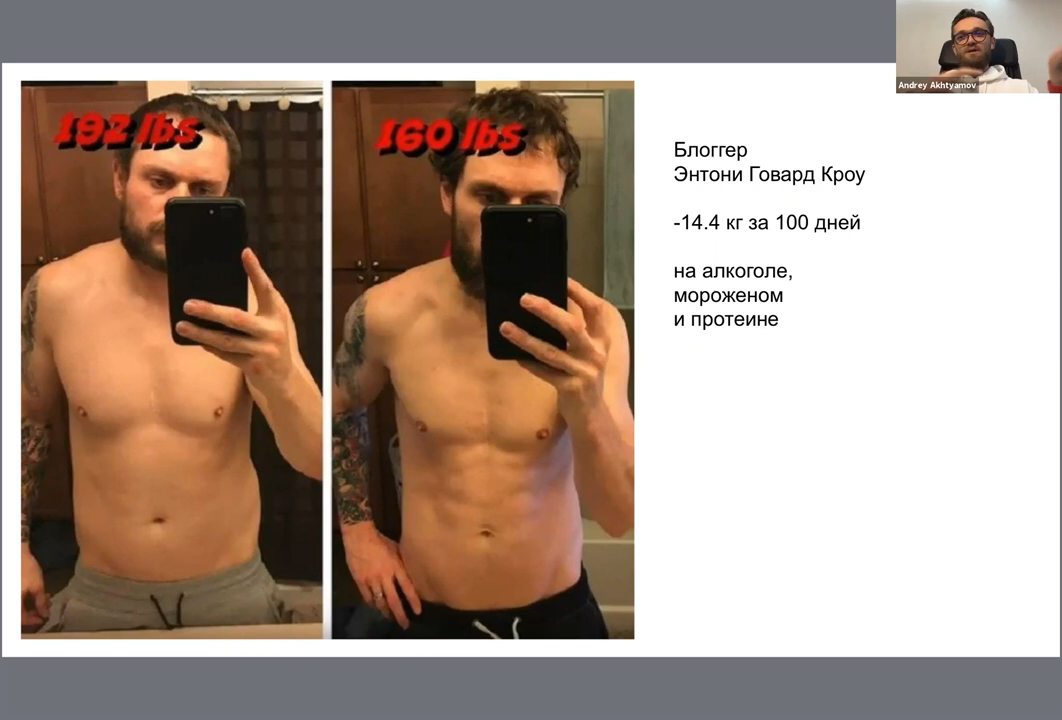 Andrey Akhtyamov
192 lbs
160 lbs
Блоггер
Энтони Говард Кроу
-14.4 кг за 100 дней
на алкоголе,
мороженом
и протеине